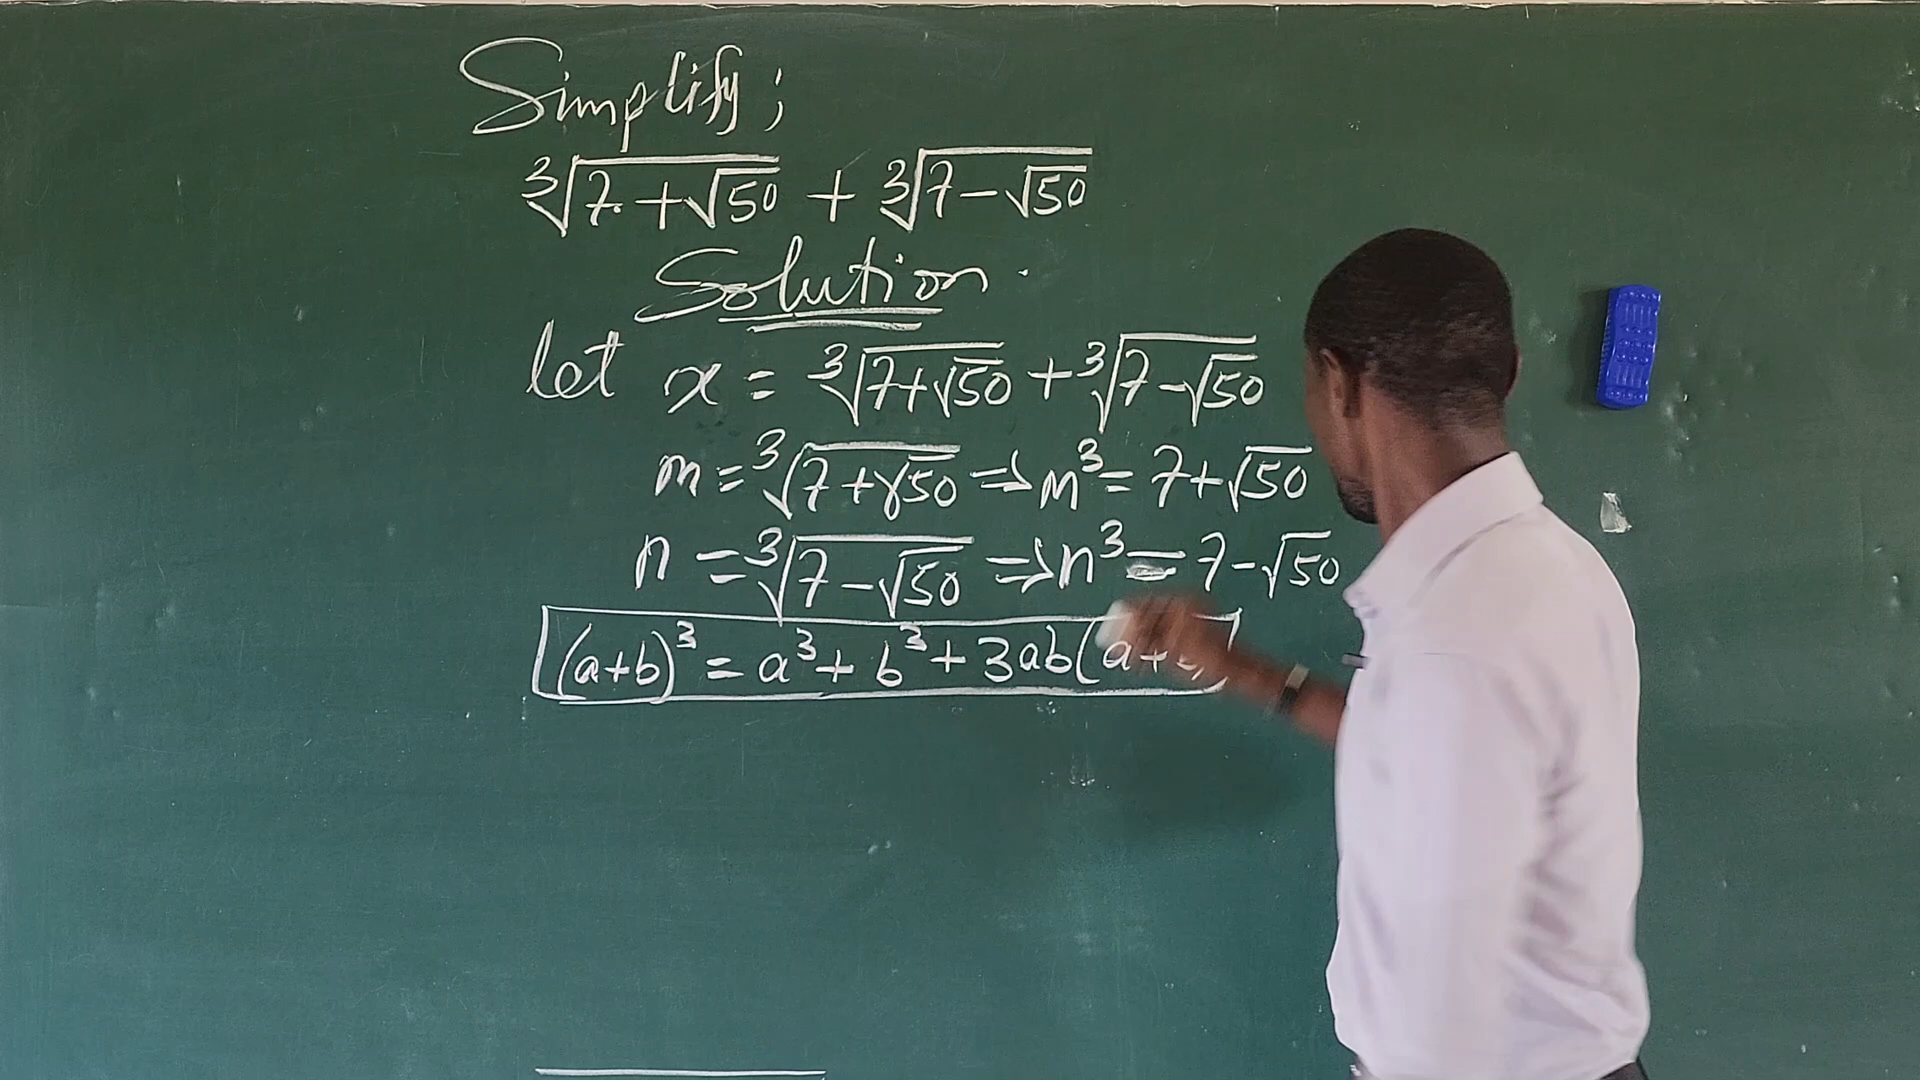 Simplify;
∛(7+√50) + ∛(7-√50)
Solution.
let x = ∛(7+√50) + ∛(7-√50)
m = ∛(7+√50) ⇒ m³ = 7+√50
n = ∛(7-√50) ⇒ n³ = 7-√50
(a+b)³ = a³ + b³ + 3ab(a+